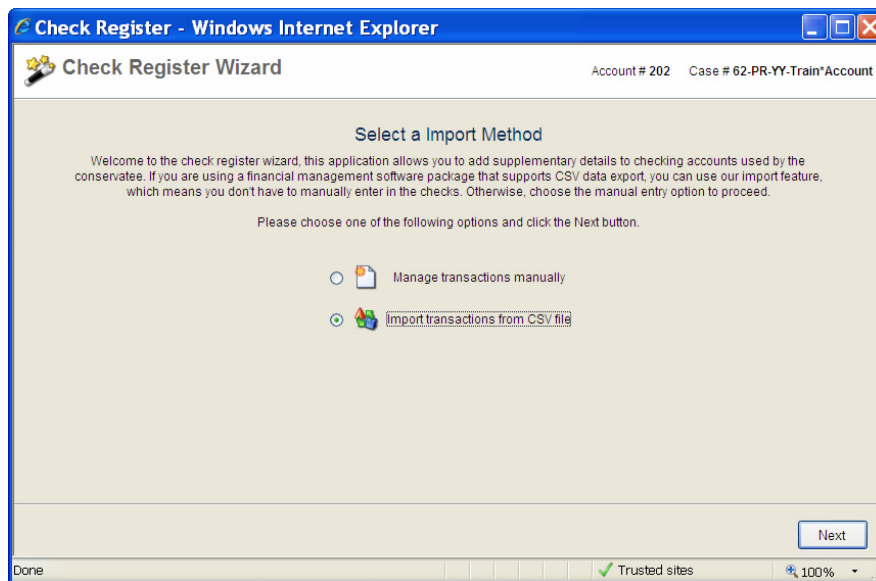 Check Register - Windows Internet Explorer
Check Register Wizard
Account # 202 Case # 62-PR-YY-Train*Account
Select a Import Method
Welcome to the check register wizard, this application allows you to add supplementary details to checking accounts used by the
conservatee. If you are using a financial management software package that supports CSV data export, you can use our import feature,
which means you don't have to manually enter in the checks. Otherwise, choose the manual entry option to proceed.
Please choose one of the following options and click the Next button.
Manage transactions manually
Import transactions from CSV file
Next
Done
Trusted sites
100%